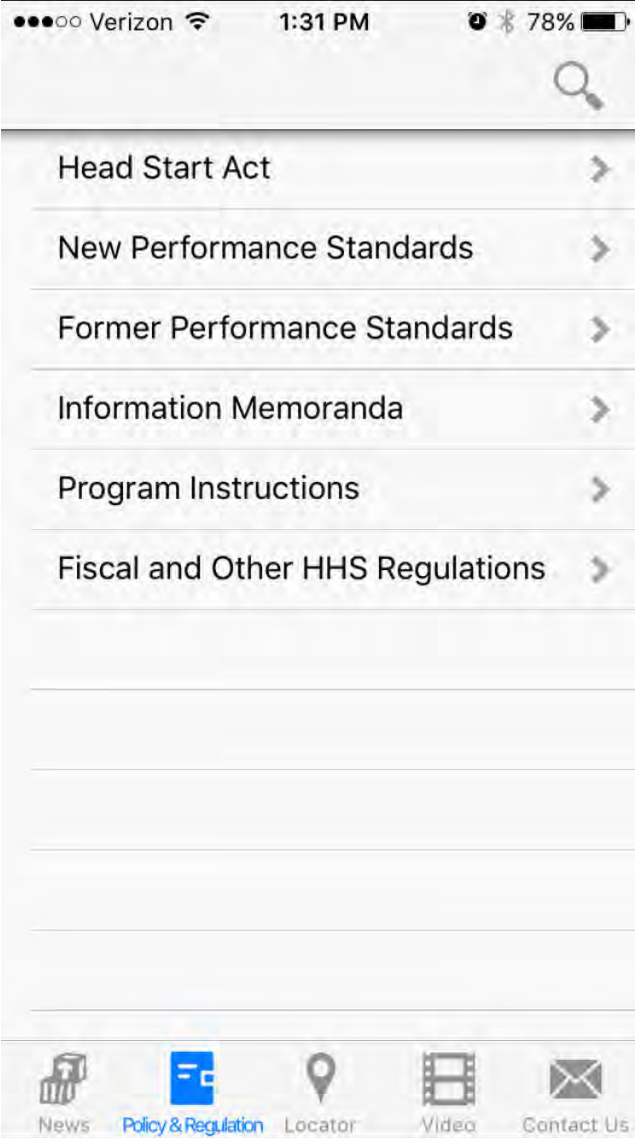 Verizon 1:31 PM 78%
Head Start Act
New Performance Standards
Former Performance Standards
Information Memoranda
Program Instructions
Fiscal and Other HHS Regulations
News Policy & Regulation Locator Video Contact Us